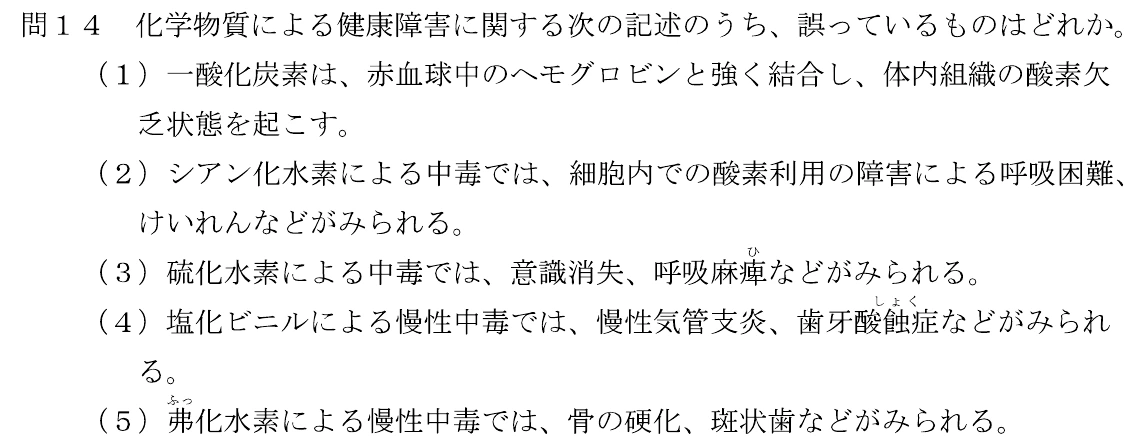 問１４　化学物質による健康障害に関する次の記述のうち、誤っているものはどれか。
（１）一酸化炭素は、赤血球中のヘモグロビンと強く結合し、体内組織の酸素欠
乏状態を起こす。
（２）シアン化水素による中毒では、細胞内での酸素利用の障害による呼吸困難、
けいれんなどがみられる。
ひ
（３）硫化水素による中毒では、意識消失、呼吸麻痺などがみられる。
しょく
（４）塩化ビニルによる慢性中毒では、慢性気管支炎、歯牙酸蝕症などがみられ
る。
ふっ
（５）弗化水素による慢性中毒では、骨の硬化、斑状歯などがみられる。